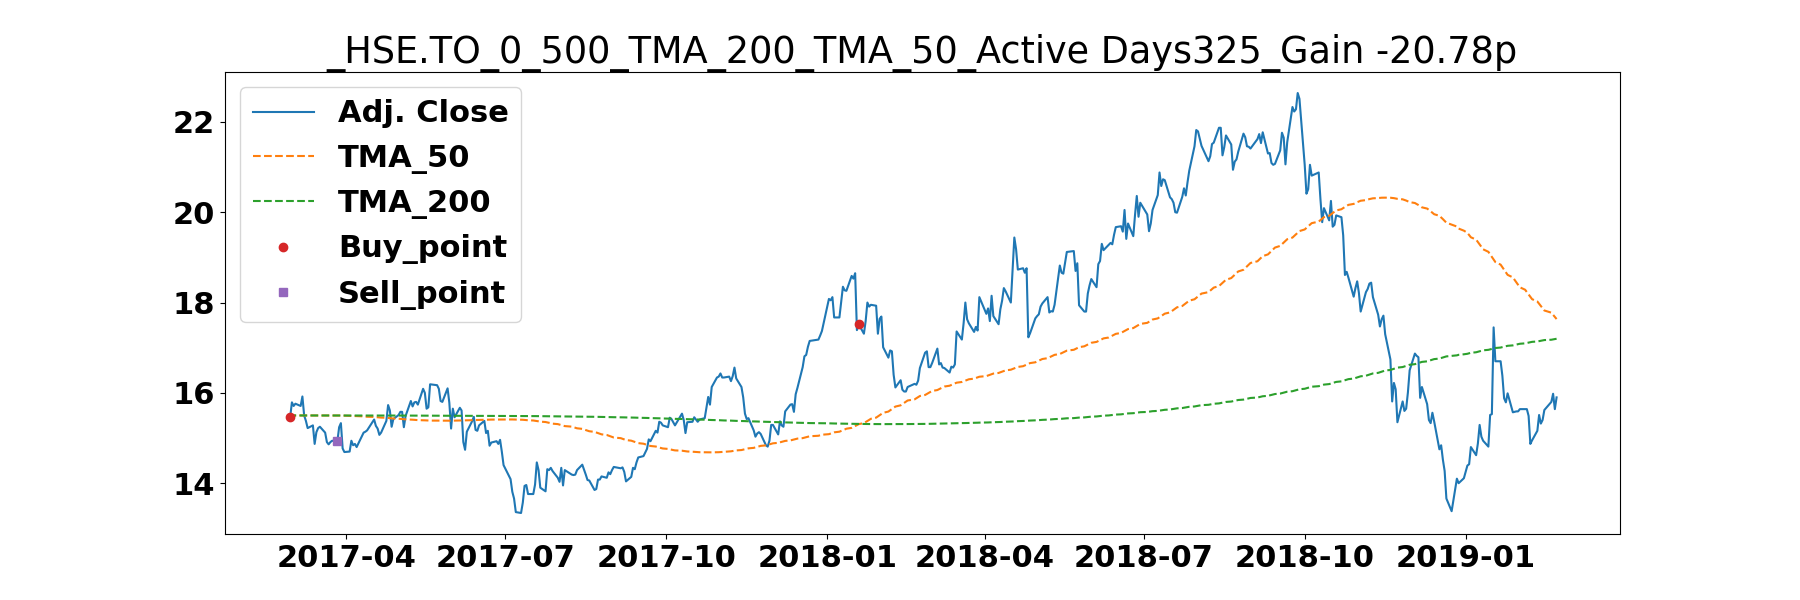 _HSE.TO_0_500_TMA_200_TMA_50_Active Days325_Gain -20.78p
Adj. Close
TMA_50
TMA_200
Buy_point
Sell_point
22
20
18
16
14
2017-04 2017-07 2017-10 2018-01 2018-04 2018-07 2018-10 2019-01